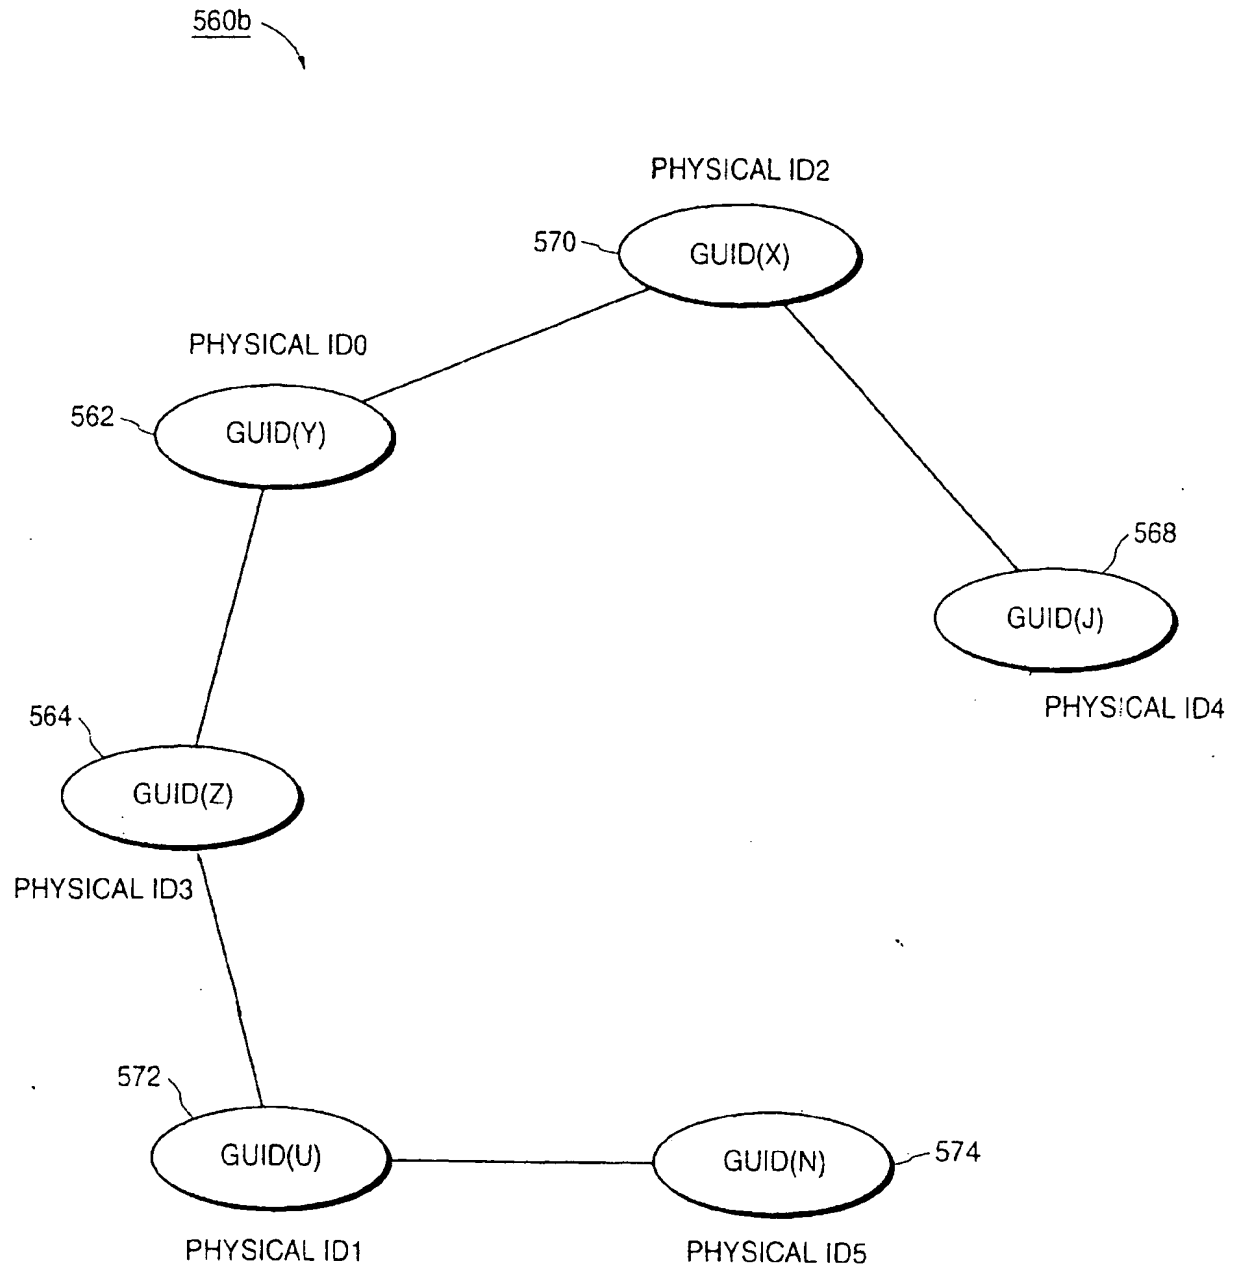 560b
PHYSICAL ID2
570
GUID(X)
PHYSICAL ID0
562
GUID(Y)
568
GUID(J)
PHYSICAL ID4
564
GUID(Z)
PHYSICAL ID3
572
GUID(U)
GUID(N)
574
PHYSICAL ID1
PHYSICAL ID5